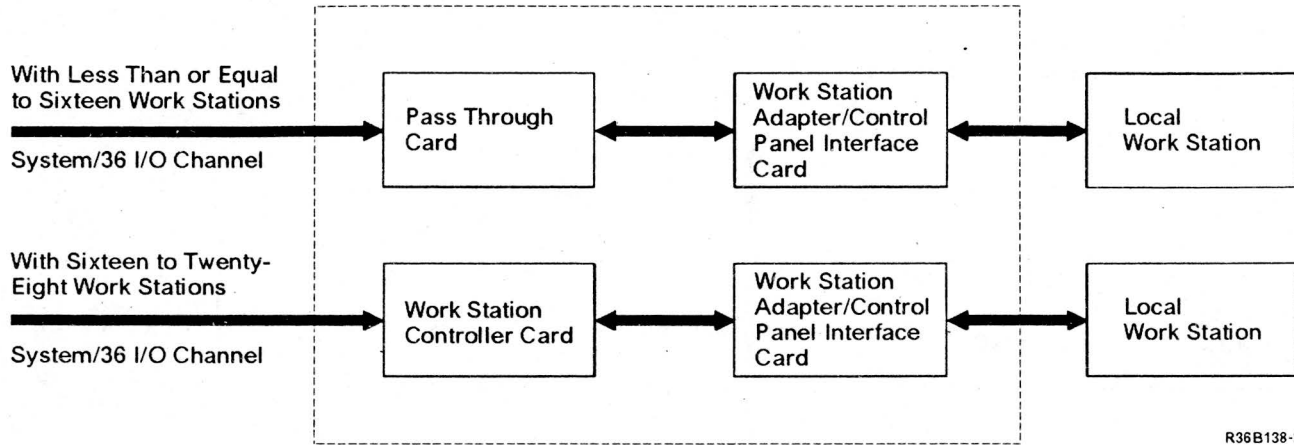 With Less Than or Equal
to Sixteen Work Stations
System/36 I/O Channel
Pass Through
Card
Work Station
Adapter/Control
Panel Interface
Card
Local
Work Station
With Sixteen to Twenty-
Eight Work Stations
System/36 I/O Channel
Work Station
Controller Card
Work Station
Adapter/Control
Panel Interface
Card
Local
Work Station
R36B138-